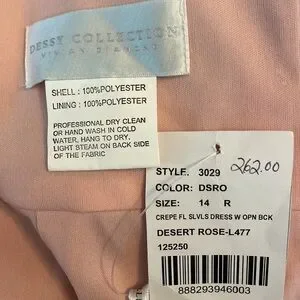 DESSY COLLECTION
VIVIAN DIAMOND
SHELL : 100%POLYESTER
LINING : 100%POLYESTER
PROFESSIONAL DRY CLEAN
OR HAND WASH IN COLD
WATER, HANG TO DRY.
LIGHT STEAM ON BACK SIDE
OF THE FABRIC
STYLE: 3029 262.00
COLOR: DSRO
SIZE: 14 R
CREPE FL SLVLS DRESS W OPN BCK
DESERT ROSE-L477
125250
888293946003